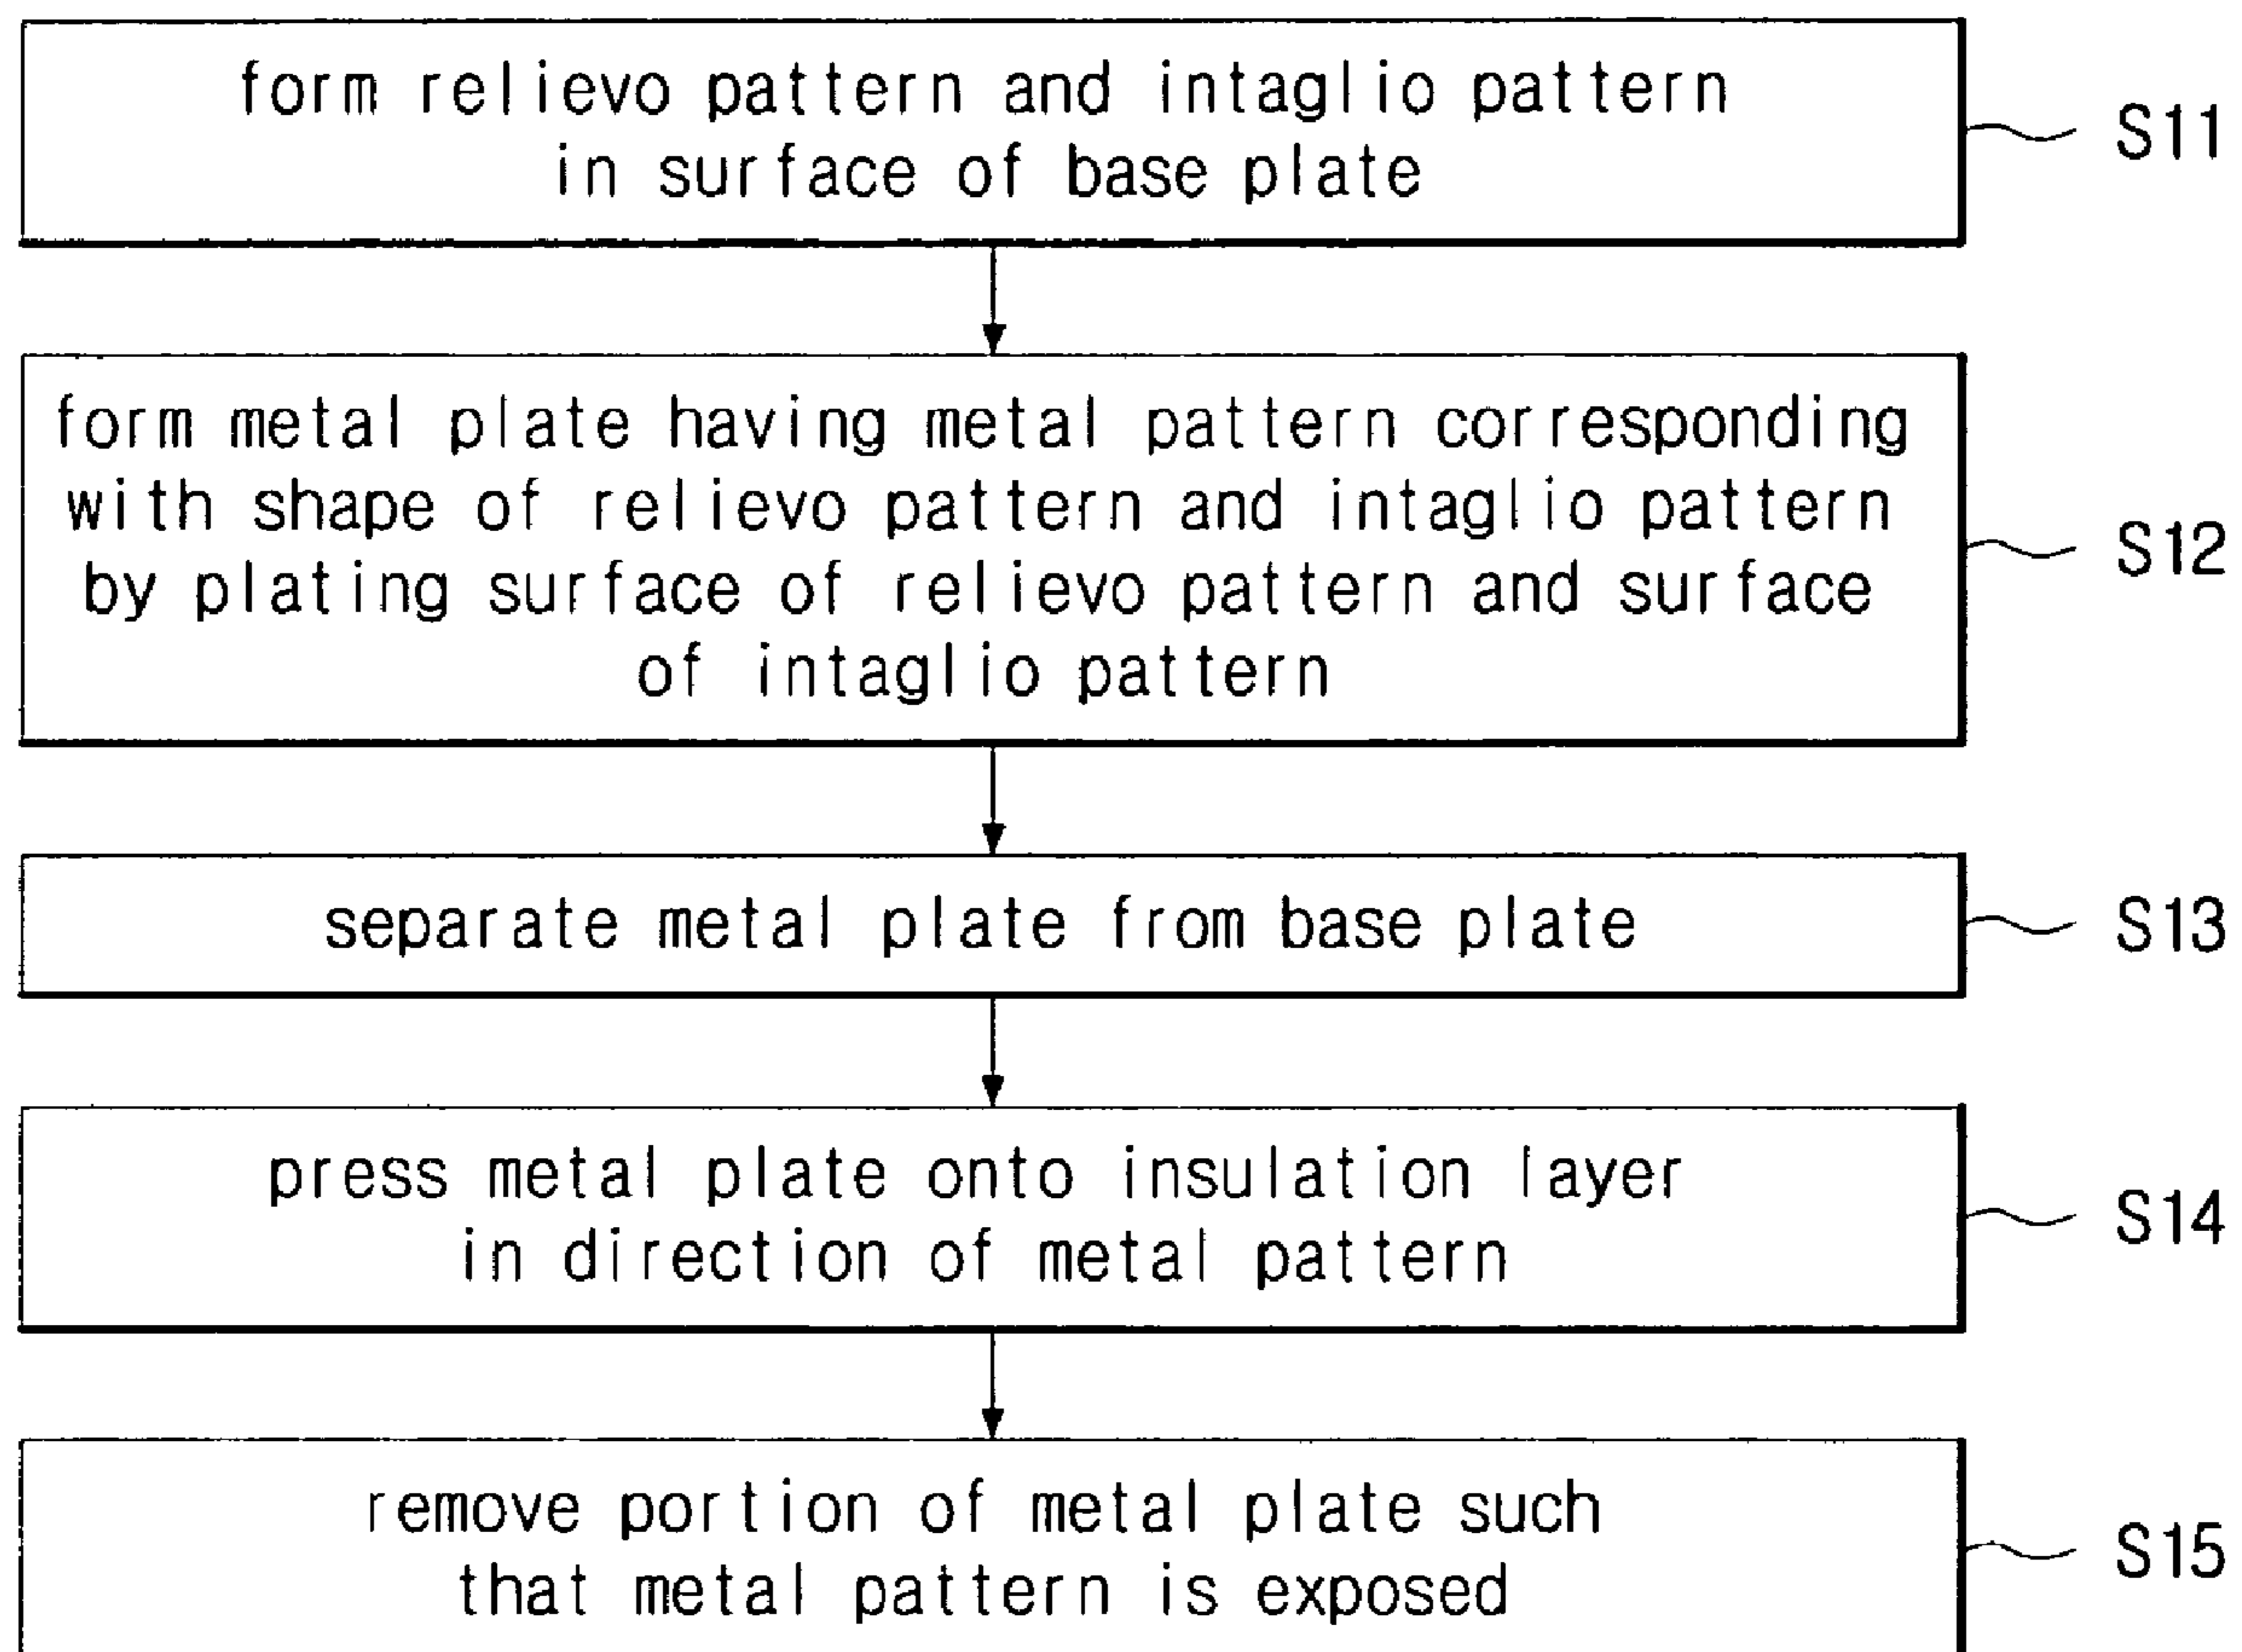 form relievo pattern and intaglio pattern
in surface of base plate
S11
form metal plate having metal pattern corresponding
with shape of relievo pattern and intaglio pattern
by plating surface of relievo pattern and surface
of intaglio pattern
S12
separate metal plate from base plate
S13
press metal plate onto insulation layer
in direction of metal pattern
S14
remove portion of metal plate such
that metal pattern is exposed
S15